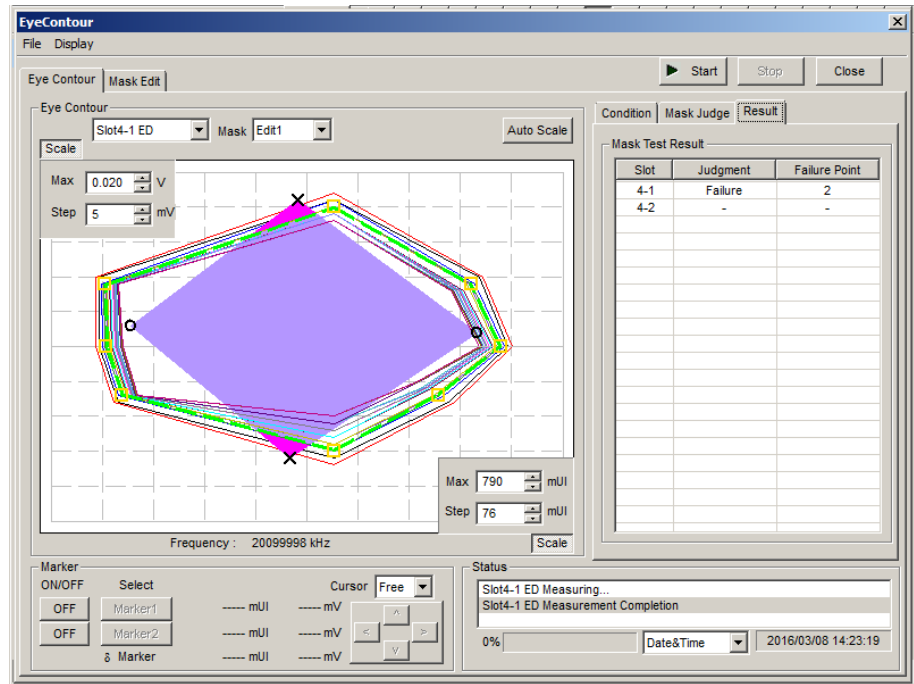 EyeContour
File Display
Start Stop Close
Eye Contour Mask Edit
Eye Contour
Slot4-1 ED Mask Edit1 Auto Scale
Scale
Max 0.020 V
Step 5 mV
Max 790 mUI
Step 76 mUI
Frequency : 20099998 kHz Scale
Condition Mask Judge Result
Mask Test Result
Slot Judgment Failure Point
4-1 Failure 2
4-2 - -
Marker
ON/OFF Select Cursor Free
OFF Marker1 ----- mUI ----- mV
OFF Marker2 ----- mUI ----- mV
δ Marker ----- mUI ----- mV
Status
Slot4-1 ED Measuring...
Slot4-1 ED Measurement Completion
0% Date&Time 2016/03/08 14:23:19